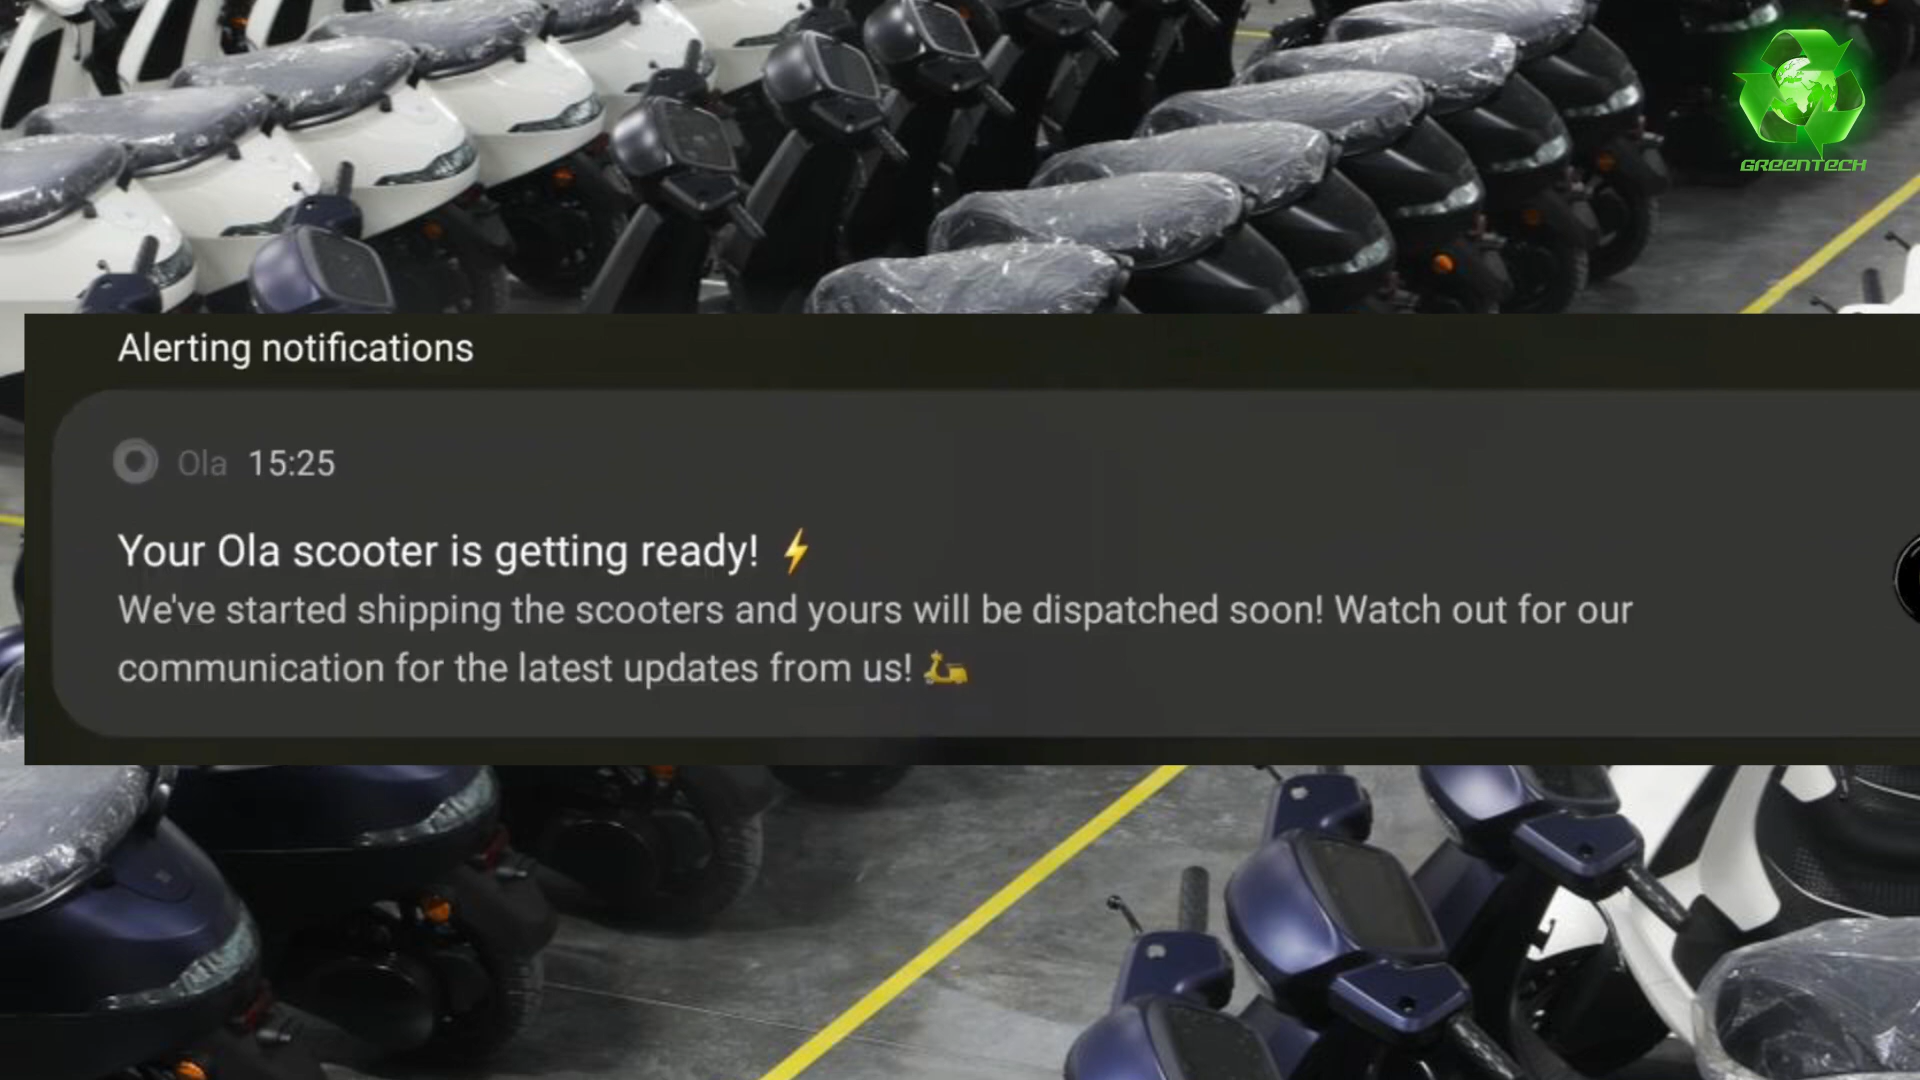 GREENTECH
Alerting notifications
Ola 15:25
Your Ola scooter is getting ready! ⚡
We've started shipping the scooters and yours will be dispatched soon! Watch out for our
communication for the latest updates from us! 🛵